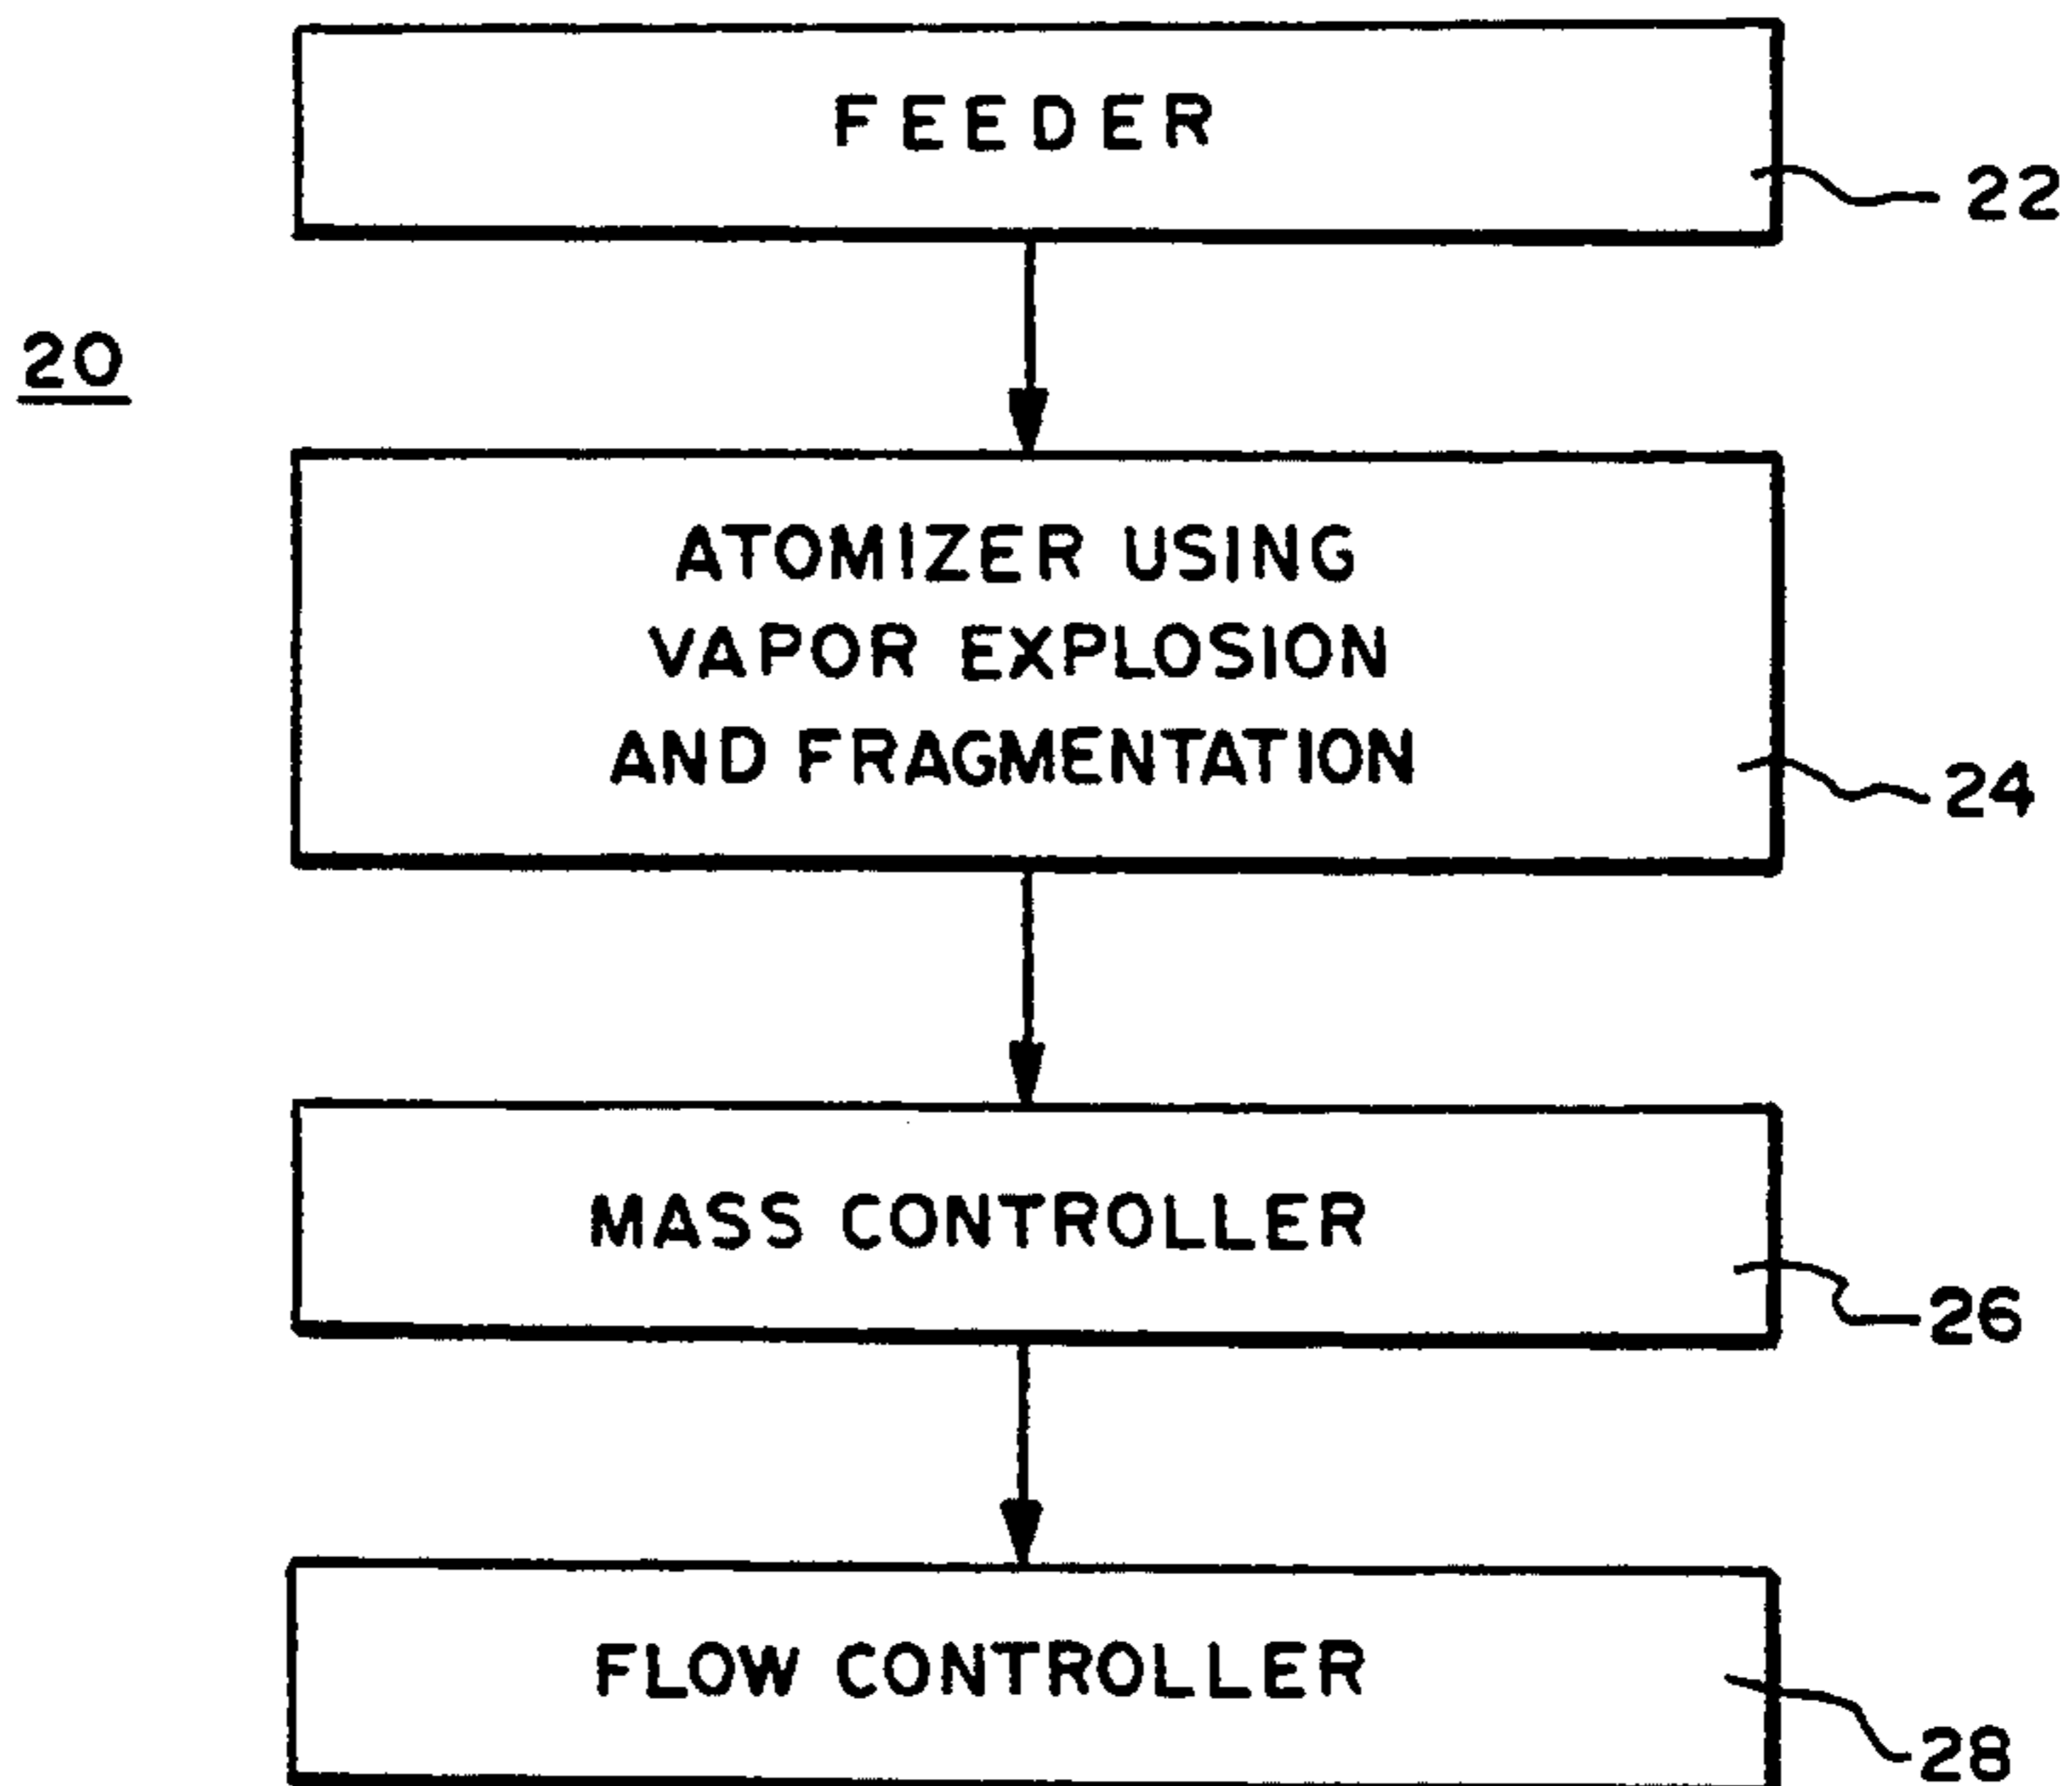 FEEDER
22
20
ATOMIZER USING
VAPOR EXPLOSION
AND FRAGMENTATION
24
MASS CONTROLLER
26
FLOW CONTROLLER
28